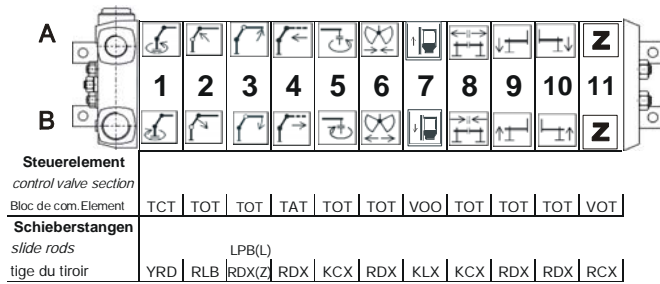 A
Z
1 2 3 4 5 6 7 8 9 10 11
B
Z
Steuerelement
control valve section
Bloc de com.Element TCT TOT TOT TAT TOT TOT VOO TOT TOT TOT VOT
Schieberstangen
slide rods LPB(L)
tige du tiroir YRD RLB RDX(Z) RDX KCX RDX KLX KCX RDX RDX RCX